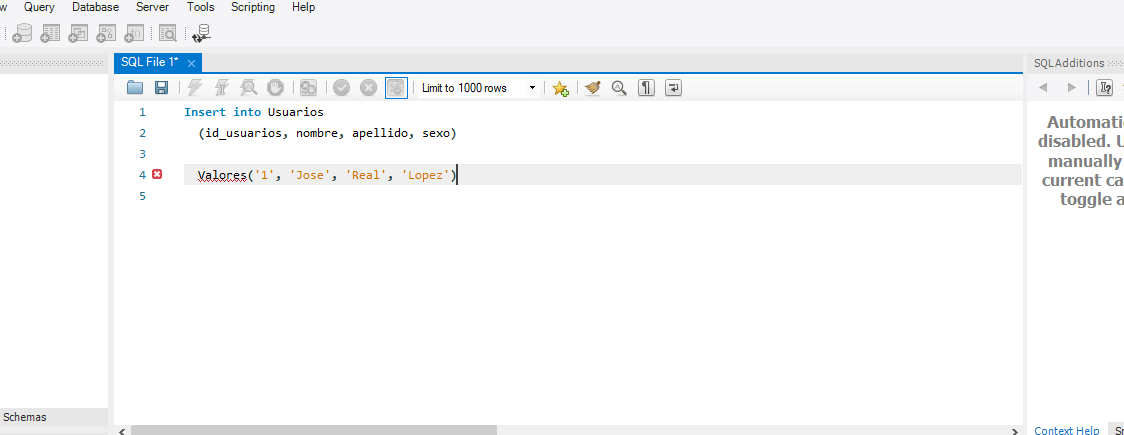 Query Database Server Tools Scripting Help
SQL File 1*
SQLAdditions
Limit to 1000 rows
1 Insert into Usuarios
2 (id_usuarios, nombre, apellido, sexo)
3
4 Valores('1', 'Jose', 'Real', 'Lopez')
5
disabled.
manually
current
toggle
Schemas
Context Help